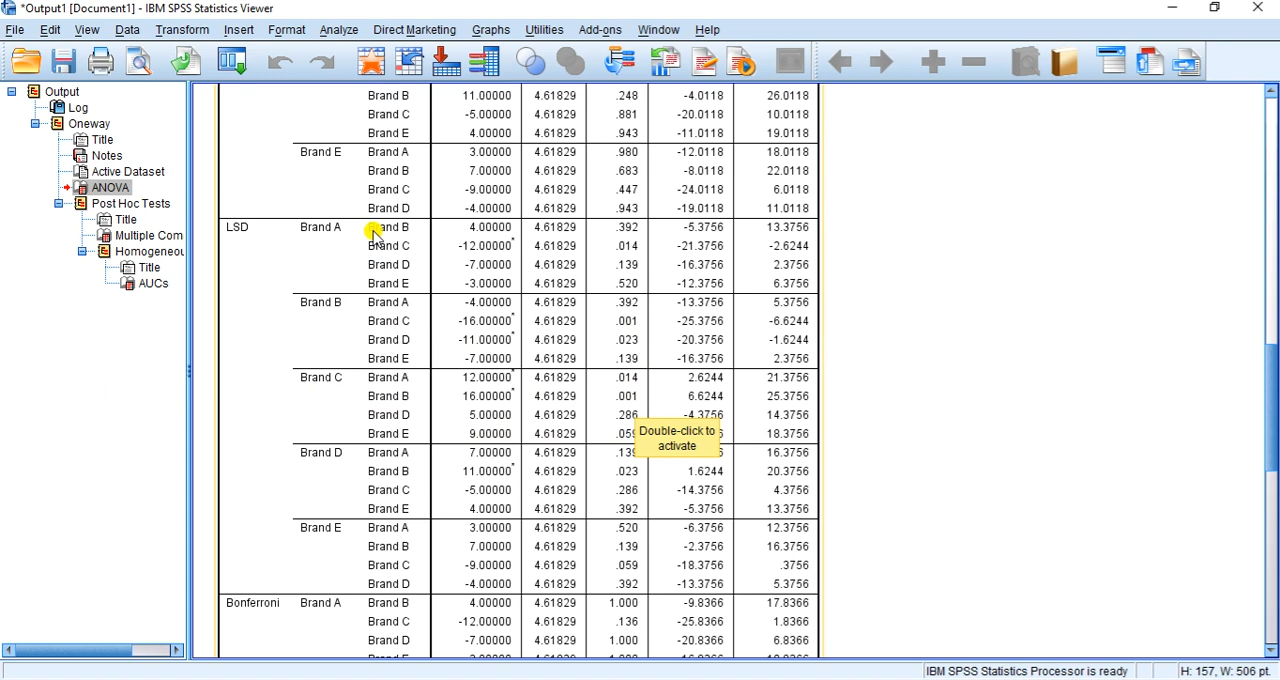 *Output1 [Document1] - IBM SPSS Statistics Viewer
File Edit View Data Transform Insert Format Analyze Direct Marketing Graphs Utilities Add-ons Window Help
Output
Log
Oneway
Title
Notes
Active Dataset
ANOVA
Post Hoc Tests
Title
Multiple Com
Homogeneou
Title
AUCs
Brand B 11.00000 4.61829 .248 -4.0118 26.0118
Brand C -5.00000 4.61829 .881 -20.0118 10.0118
Brand E 4.00000 4.61829 .943 -11.0118 19.0118
Brand E Brand A 3.00000 4.61829 .980 -12.0118 18.0118
Brand B 7.00000 4.61829 .683 -8.0118 22.0118
Brand C -9.00000 4.61829 .447 -24.0118 6.0118
Brand D -4.00000 4.61829 .943 -19.0118 11.0118
LSD Brand A Brand B 4.00000 4.61829 .392 -5.3756 13.3756
Brand C -12.00000* 4.61829 .014 -21.3756 -2.6244
Brand D -7.00000 4.61829 .139 -16.3756 2.3756
Brand E -3.00000 4.61829 .520 -12.3756 6.3756
Brand B Brand A -4.00000 4.61829 .392 -13.3756 5.3756
Brand C -16.00000* 4.61829 .001 -25.3756 -6.6244
Brand D -11.00000* 4.61829 .023 -20.3756 -1.6244
Brand E -7.00000 4.61829 .139 -16.3756 2.3756
Brand C Brand A 12.00000* 4.61829 .014 2.6244 21.3756
Brand B 16.00000* 4.61829 .001 6.6244 25.3756
Brand D 5.00000 4.61829 .286 -4.3756 14.3756
Brand E 9.00000 4.61829 .059 18.3756
Double-click to
activate
Brand D Brand A 7.00000 4.61829 .139 16.3756
Brand B 11.00000* 4.61829 .023 1.6244 20.3756
Brand C -5.00000 4.61829 .286 -14.3756 4.3756
Brand E 4.00000 4.61829 .392 -5.3756 13.3756
Brand E Brand A 3.00000 4.61829 .520 -6.3756 12.3756
Brand B 7.00000 4.61829 .139 -2.3756 16.3756
Brand C -9.00000 4.61829 .059 -18.3756 .3756
Brand D -4.00000 4.61829 .392 -13.3756 5.3756
Bonferroni Brand A Brand B 4.00000 4.61829 1.000 -9.8366 17.8366
Brand C -12.00000 4.61829 .136 -25.8366 1.8366
Brand D -7.00000 4.61829 1.000 -20.8366 6.8366
IBM SPSS Statistics Processor is ready H: 157, W: 506 pt.